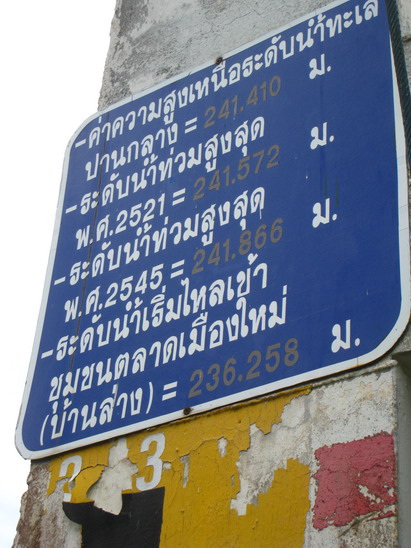 -ค่าความสูงเหนือระดับน้ำทะเล
ปานกลาง = 241.410 ม.
-ระดับน้ำท่วมสูงสุด
พ.ศ.2521 = 241.572 ม.
-ระดับน้ำท่วมสูงสุด
พ.ศ.2545 = 241.866 ม.
-ระดับน้ำเริ่มไหลเข้า
ชุมชนตลาดเมืองใหม่
(บ้านล่าง) = 236.258 ม.
23